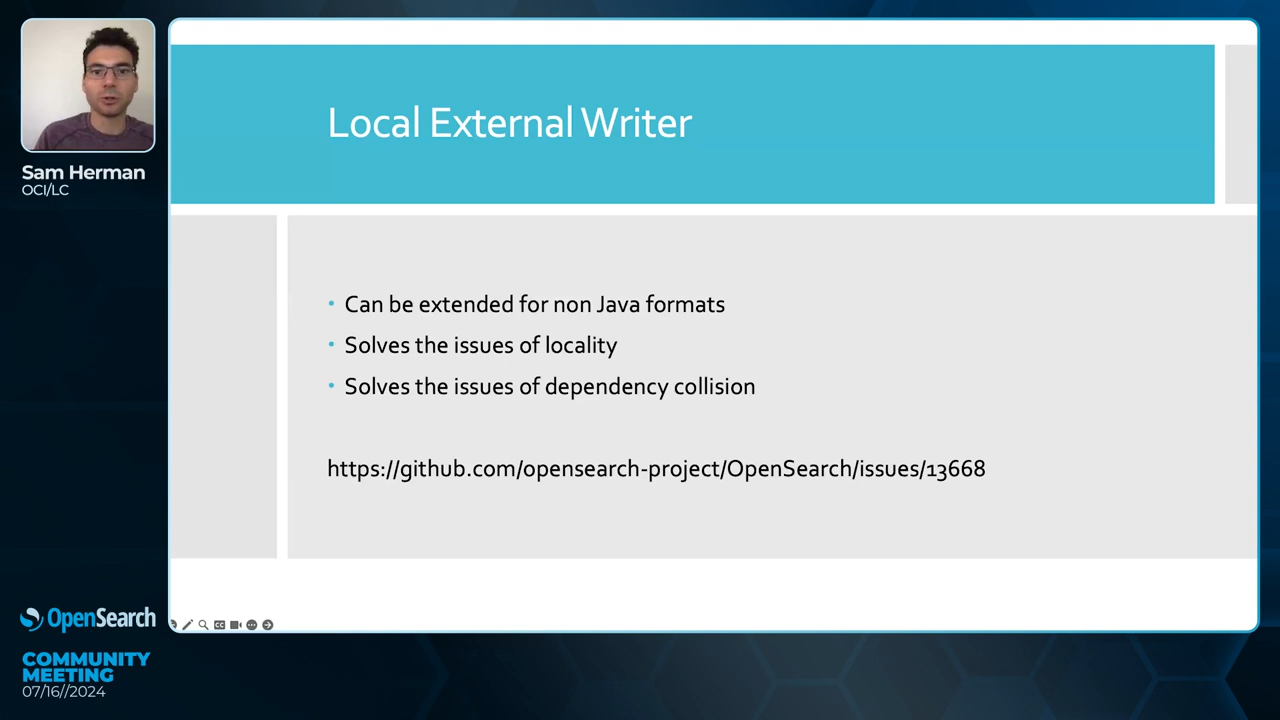 Sam Herman
OCI/LC
Local External Writer
• Can be extended for non Java formats
• Solves the issues of locality
• Solves the issues of dependency collision
https://github.com/opensearch-project/OpenSearch/issues/13668
OpenSearch
COMMUNITY
MEETING
07/16//2024